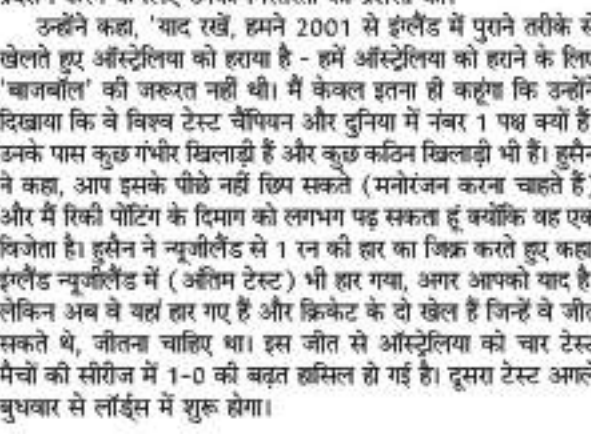 उन्होंने कहा, 'याद रखें, हमने 2001 से इंग्लैंड में पुराने तरीके से
खेलते हुए ऑस्ट्रेलिया को हराया है - हमें ऑस्ट्रेलिया को हराने के लिए
'बाजबॉल' की जरूरत नहीं थी। मैं केवल इतना ही कहूंगा कि उन्होंने
दिखाया कि वे विश्व टेस्ट चैंपियन और दुनिया में नंबर 1 पक्ष क्यों हैं
उनके पास कुछ गंभीर खिलाड़ी हैं और कुछ कठिन खिलाड़ी भी हैं। हुसैन
ने कहा, आप इसके पीछे नहीं छिप सकते (मनोरंजन करना चाहते हैं)
और मैं रिकी पोंटिंग के दिमाग को लगभग पढ़ सकता हूं क्योंकि वह एक
विजेता है। हुसैन ने न्यूजीलैंड से 1 रन की हार का जिक्र करते हुए कहा
इंग्लैंड न्यूजीलैंड में (अंतिम टेस्ट) भी हार गया, अगर आपको याद है
लेकिन अब वे यहां हार गए हैं और क्रिकेट के दो खेल हैं जिन्हें वे जीत
सकते थे, जीतना चाहिए था। इस जीत से ऑस्ट्रेलिया को चार टेस्ट
मैचों की सीरीज में 1-0 की बढ़त हासिल हो गई है। दूसरा टेस्ट अगले
बुधवार से लॉर्ड्स में शुरू होगा।